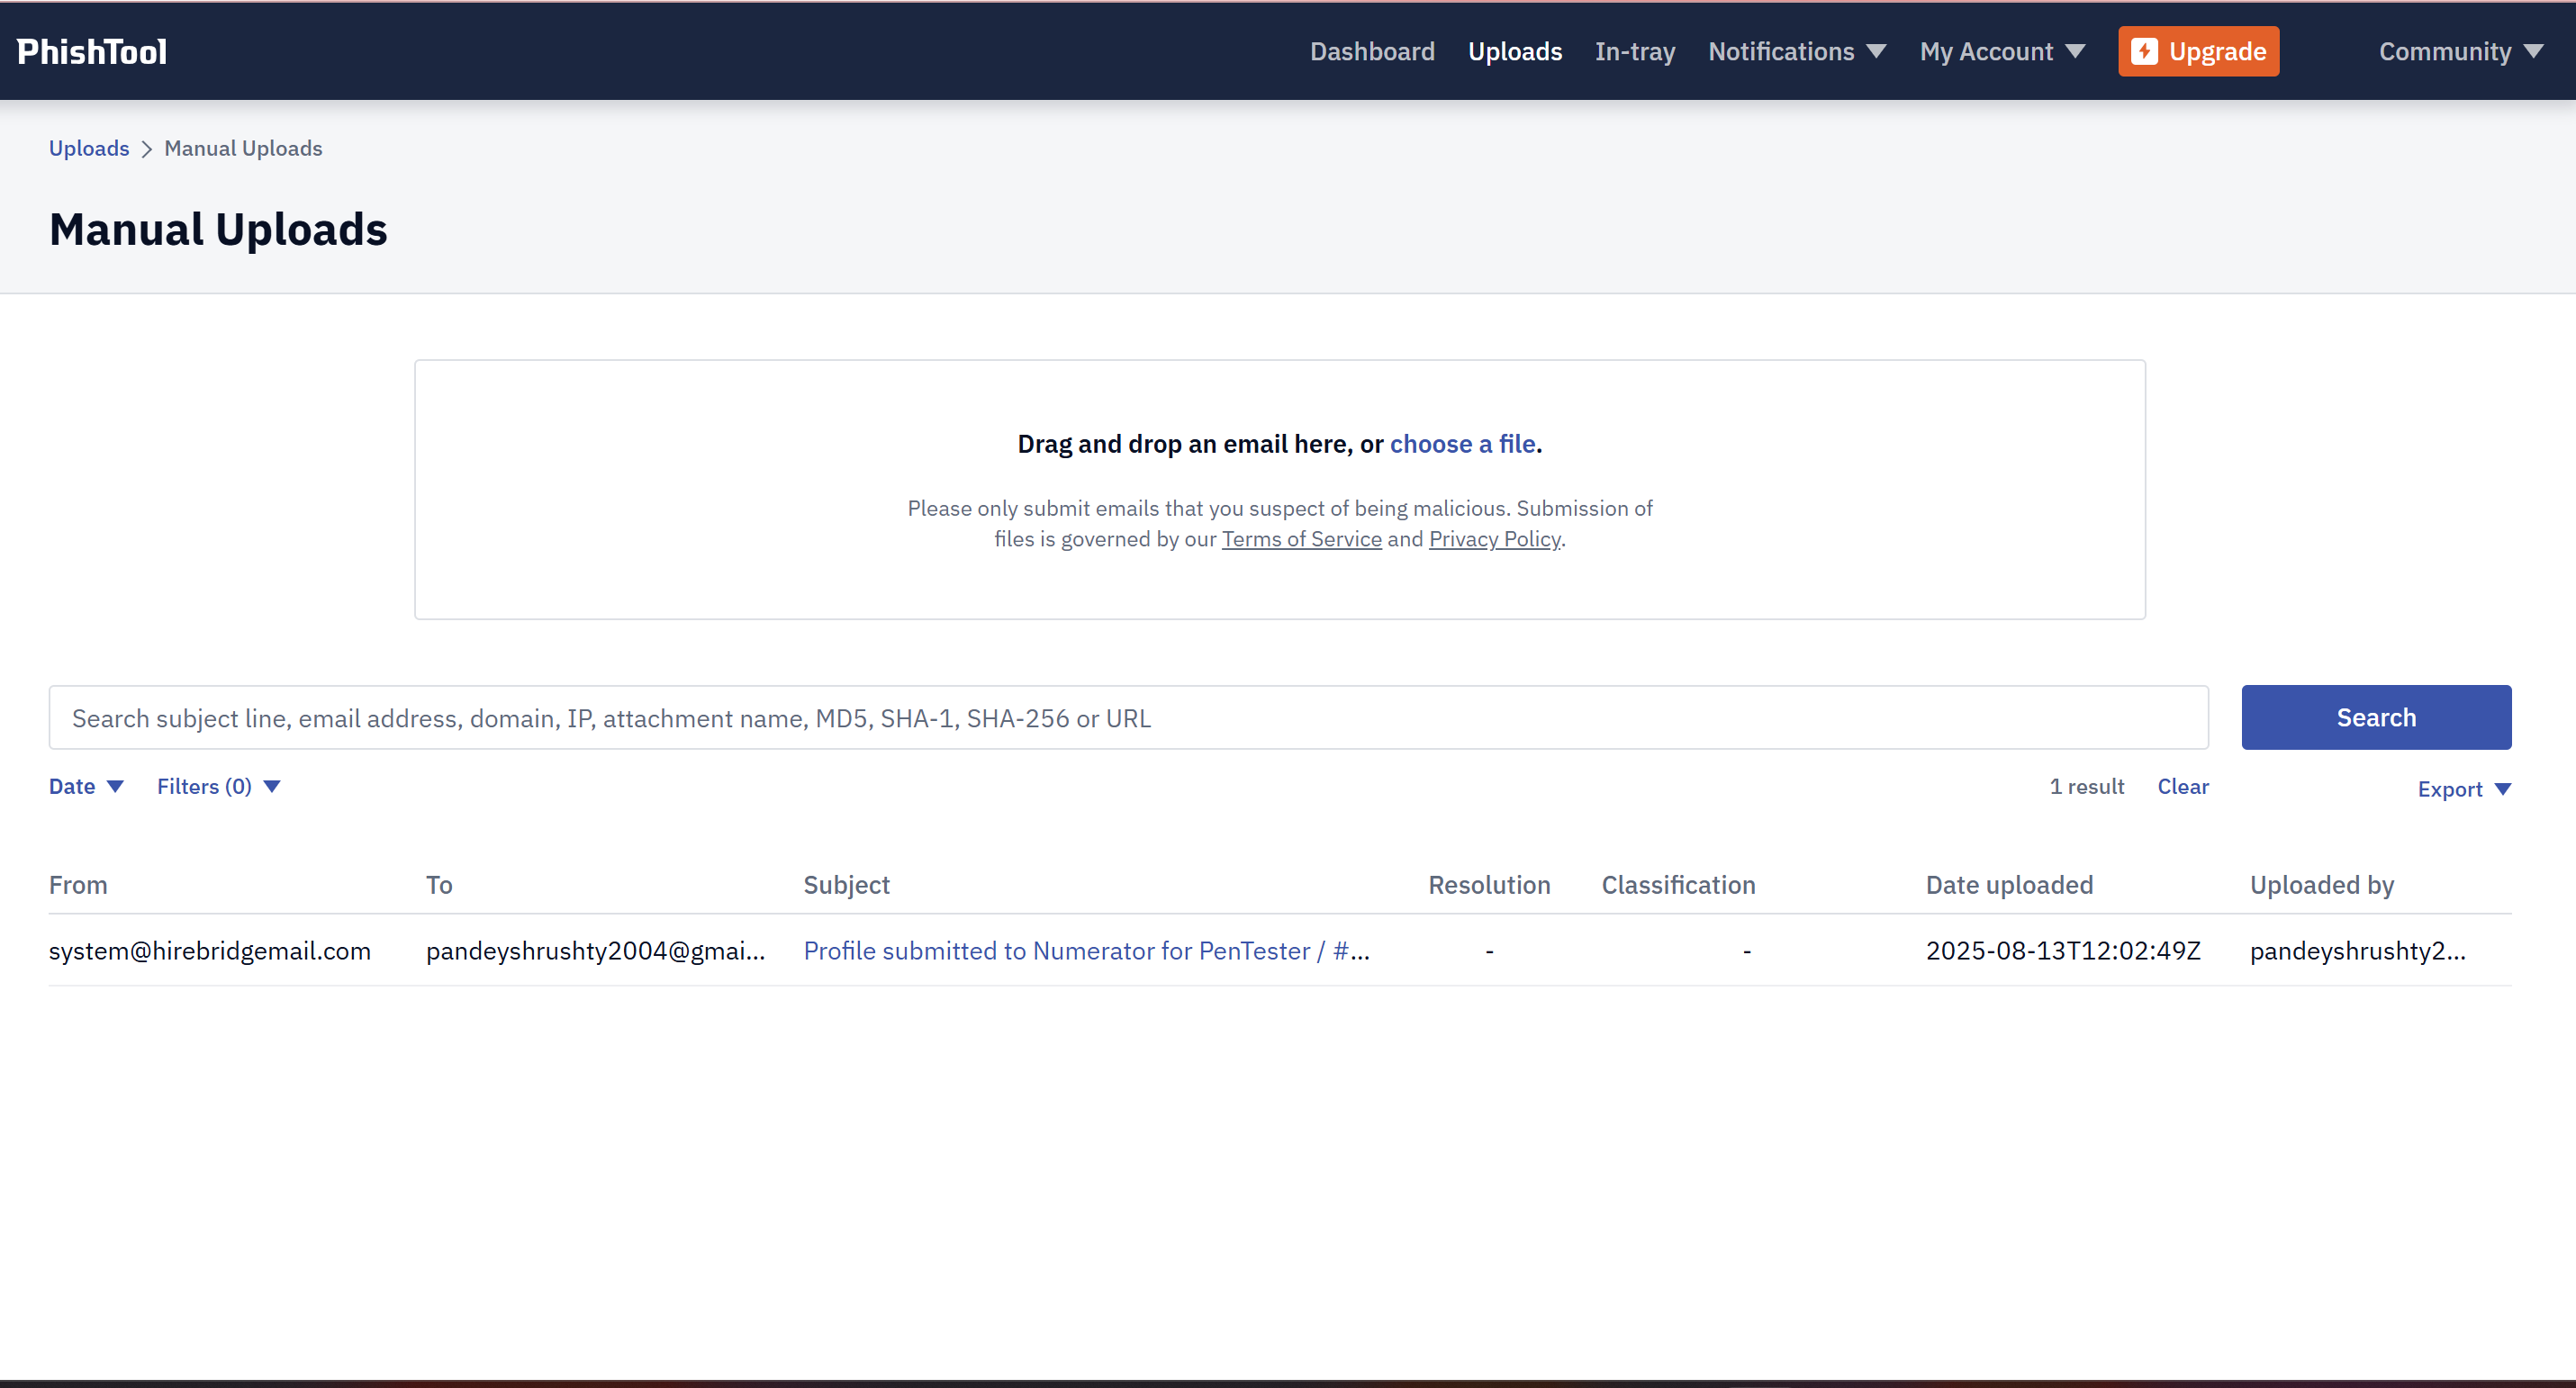 PhishTool
Dashboard Uploads In-tray Notifications My Account Upgrade Community
Uploads > Manual Uploads
Manual Uploads
Drag and drop an email here, or choose a file.
Please only submit emails that you suspect of being malicious. Submission of
files is governed by our Terms of Service and Privacy Policy.
Search subject line, email address, domain, IP, attachment name, MD5, SHA-1, SHA-256 or URL
Search
Date Filters (0) 1 result Clear Export
From To Subject Resolution Classification Date uploaded Uploaded by
system@hirebridgemail.com pandeyshrushty2004@gmai... Profile submitted to Numerator for PenTester / #... - - 2025-08-13T12:02:49Z pandeyshrushty2...